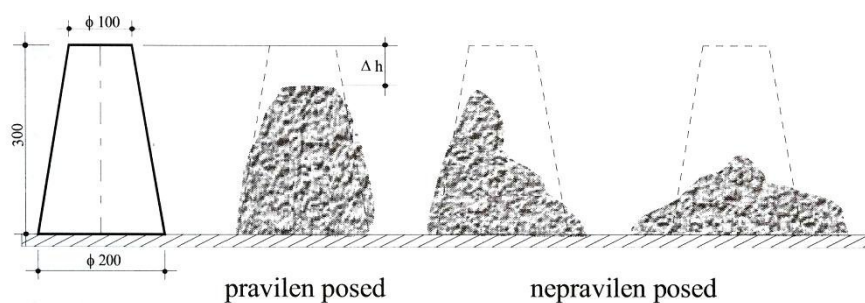 ϕ 100
Δ h
300
ϕ 200
pravilen posed
nepravilen posed